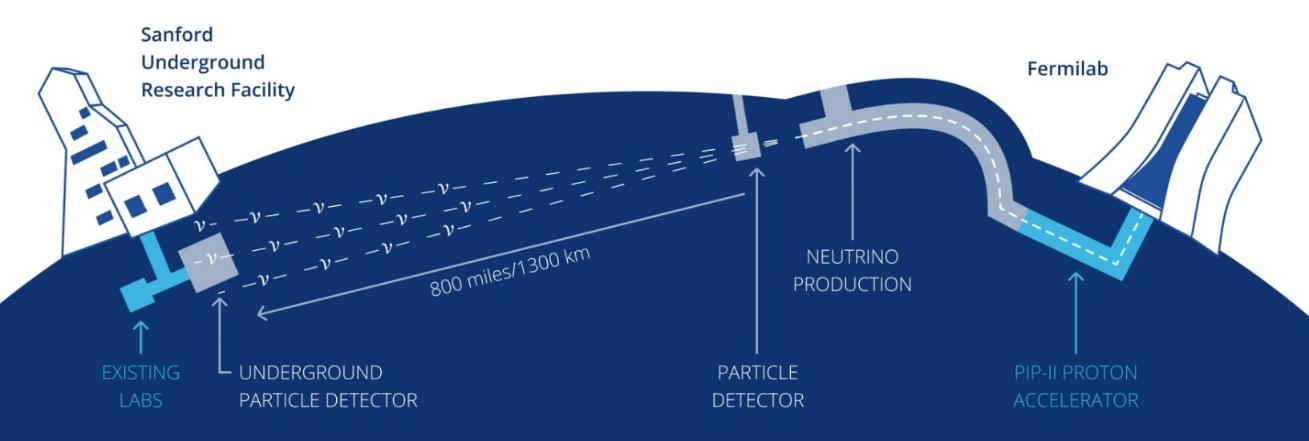 Sanford
Underground
Research Facility
Fermilab
ν ν ν ν
ν ν ν ν
ν ν ν ν
800 miles/1300 km
NEUTRINO
PRODUCTION
EXISTING
LABS
UNDERGROUND
PARTICLE DETECTOR
PARTICLE
DETECTOR
PIP-II PROTON
ACCELERATOR